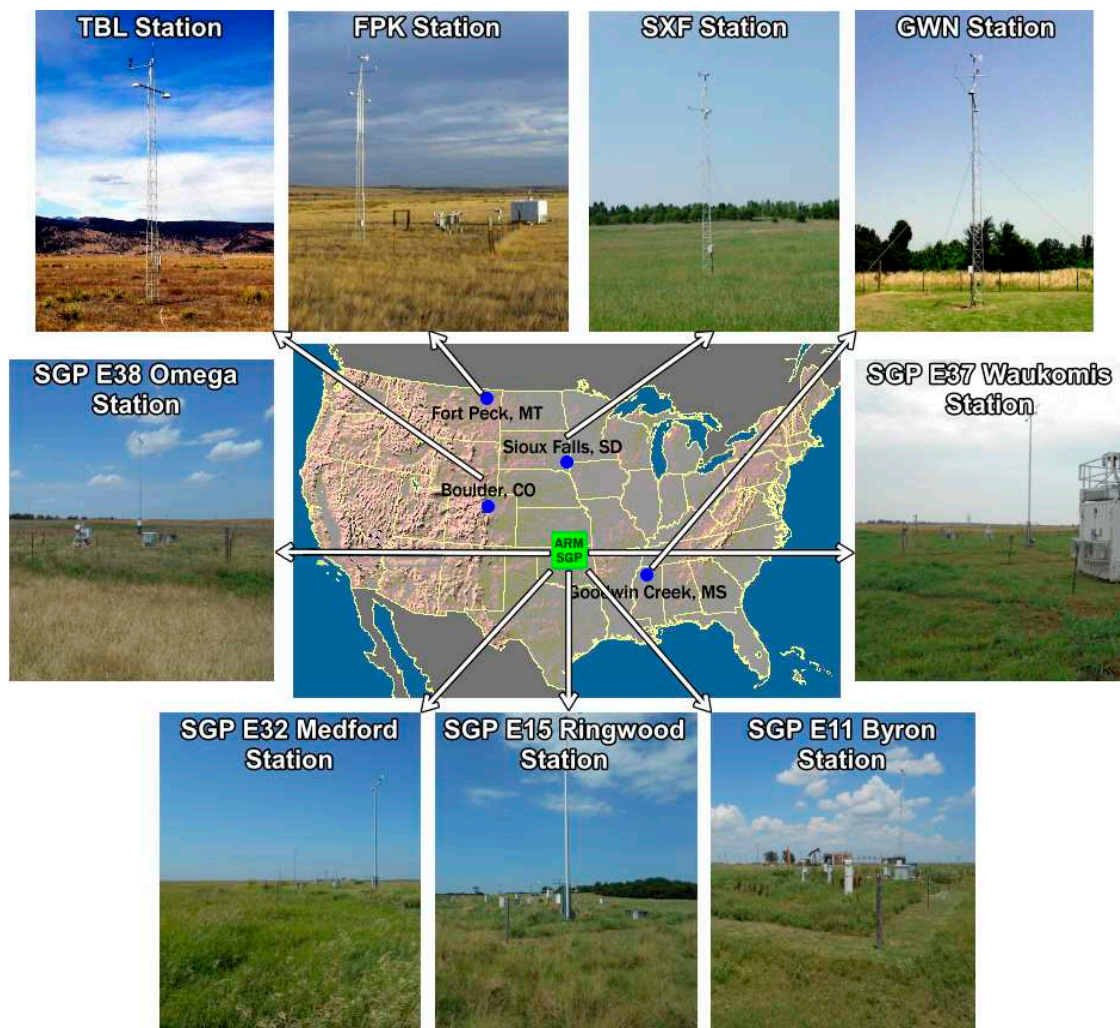 TBL Station
FPK Station
SXF Station
GWN Station
SGP E38 Omega
Station
SGP E37 Waukomis
Station
Fort Peck, MT
Sioux Falls, SD
Boulder, CO
ARM
SGP
Goodwin Creek, MS
SGP E32 Medford
Station
SGP E15 Ringwood
Station
SGP E11 Byron
Station